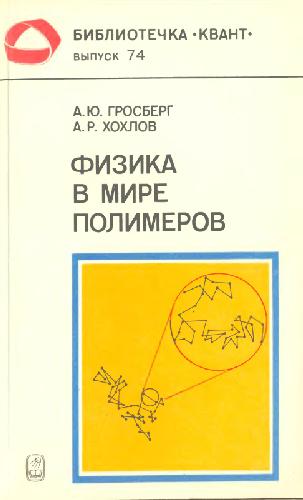 БИБЛИОТЕЧКА «КВАНТ»
ВЫПУСК 74
А.Ю. ГРОСБЕРГ
А.Р. ХОХЛОВ
ФИЗИКА
В МИРЕ
ПОЛИМЕРОВ